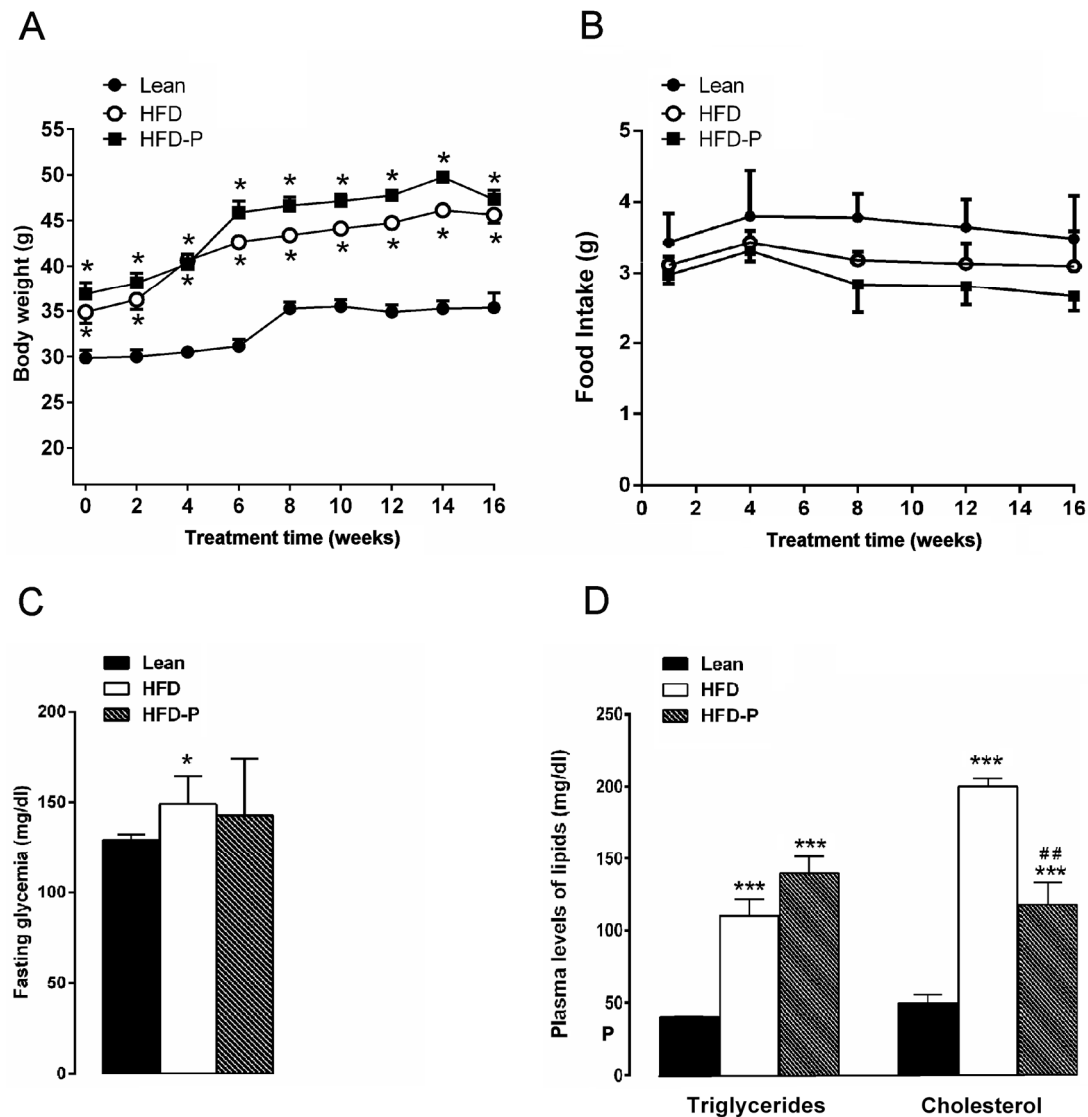 A
Lean
HFD
HFD-P
Body weight (g)
55
50
45
40
35
30
25
20
* * * * * * * * *
* * * * * * * * *
0 2 4 6 8 10 12 14 16
Treatment time (weeks)
B
Lean
HFD
HFD-P
Food Intake (g)
5
4
3
2
1
0
0 2 4 6 8 10 12 14 16
Treatment time (weeks)
C
Lean
HFD
HFD-P
Fasting glycemia (mg/dl)
200
150
100
50
0
*
D
Lean
HFD
HFD-P
Plasma levels of lipids (mg/dl)
250
200
150
100
50
P
0
***
***
***
##
***
Triglycerides Cholesterol